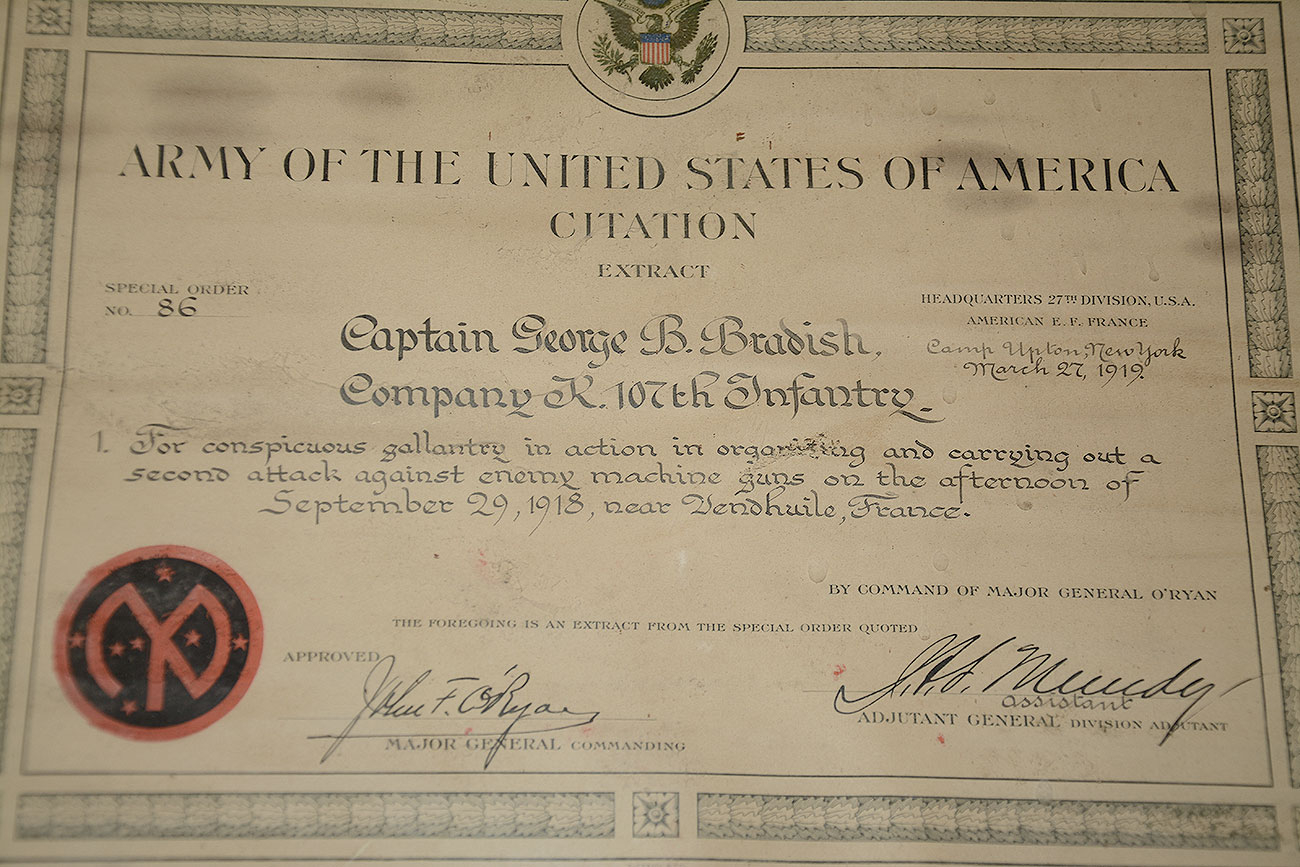 ARMY OF THE UNITED STATES OF AMERICA
CITATION
EXTRACT
SPECIAL ORDER
NO. 86
HEADQUARTERS 27TH DIVISION, U.S.A.
AMERICAN E. F. FRANCE
Camp Upton, New York
March 27, 1919.
Captain George B. Bradish,
Company K. 107th Infantry.
1. For conspicuous gallantry in action in organizing and carrying out a
second attack against enemy machine guns on the afternoon of
September 29, 1918, near Vendhuile, France.
BY COMMAND OF MAJOR GENERAL O'RYAN
THE FOREGOING IS AN EXTRACT FROM THE SPECIAL ORDER QUOTED
APPROVED
John F. O'Ryan
MAJOR GENERAL COMMANDING
assistant
ADJUTANT GENERAL DIVISION ADJUTANT